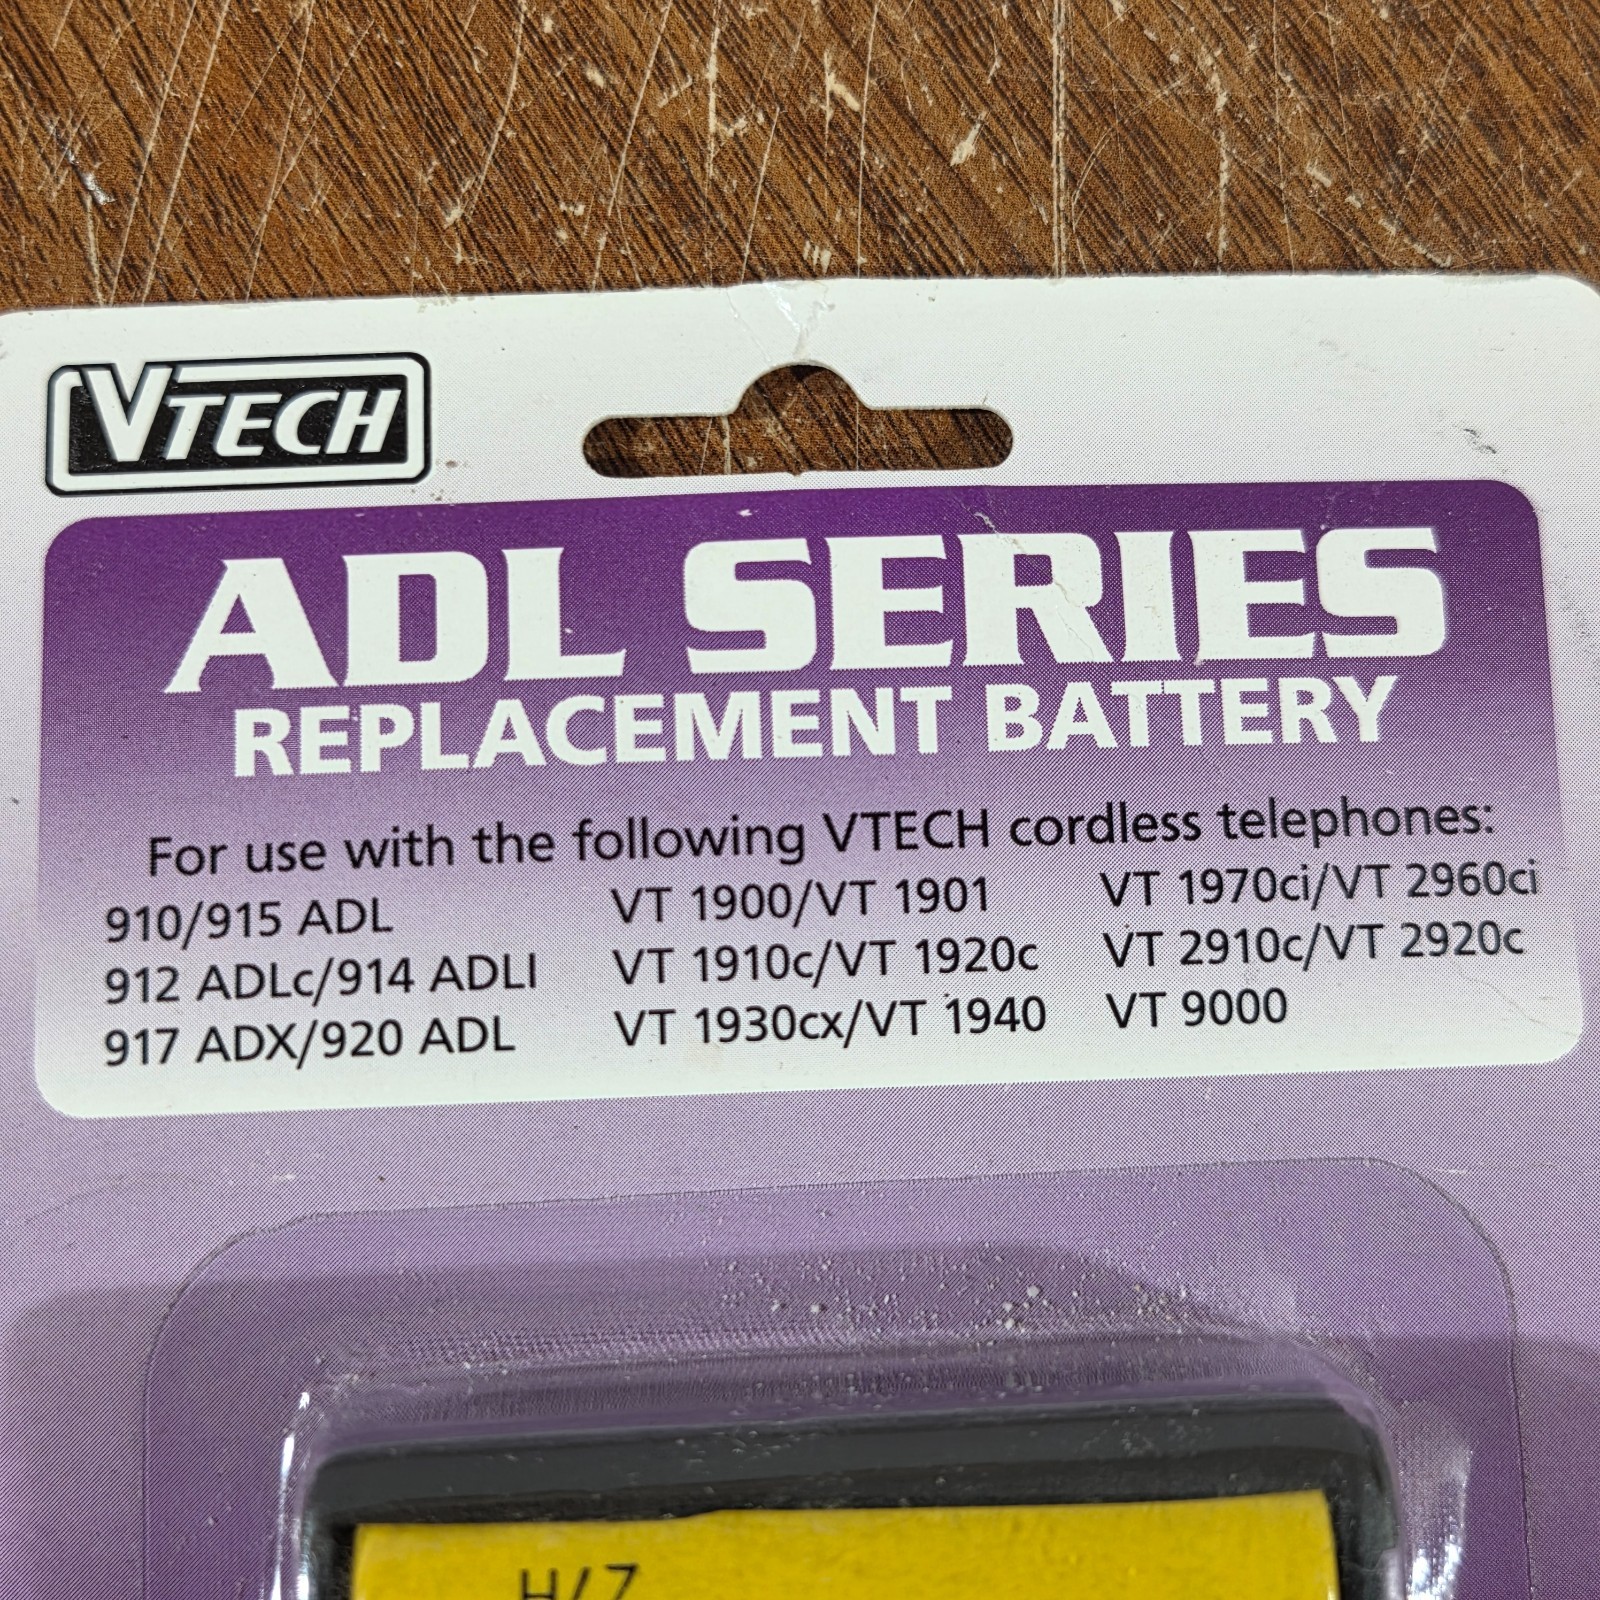 VTECH
ADL SERIES
REPLACEMENT BATTERY
For use with the following VTECH cordless telephones:
910/915 ADL
912 ADLc/914 ADLI
917 ADX/920 ADL
VT 1900/VT 1901
VT 1910c/VT 1920c
VT 1930cx/VT 1940
VT 1970ci/VT 2960ci
VT 2910c/VT 2920c
VT 9000